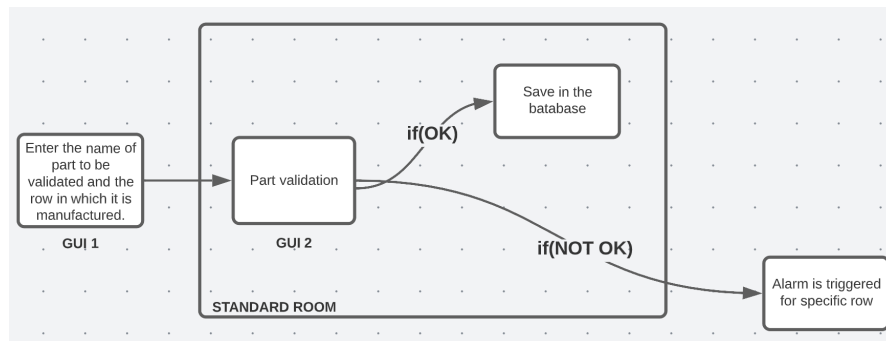 Enter the name of
part to be
validated and the
row in which it is
manufactured.
GUI 1
Part validation
GUI 2
if(OK)
Save in the
batabase
if(NOT OK)
STANDARD ROOM
Alarm is triggered
for specific row